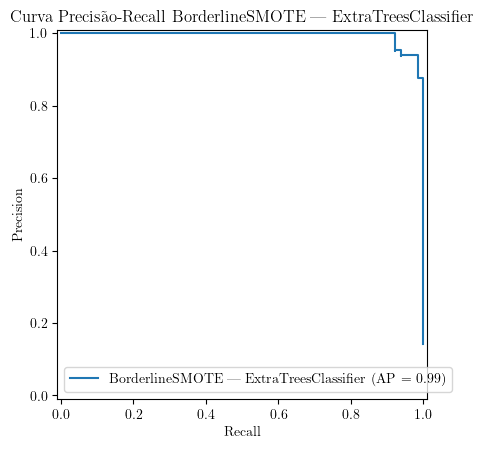 Curva Precisão-Recall BorderlineSMOTE — ExtraTreesClassifier
1.0
0.8
0.6
0.4
0.2
0.0
Precision
BorderlineSMOTE — ExtraTreesClassifier (AP = 0.99)
0.0 0.2 0.4 0.6 0.8 1.0
Recall